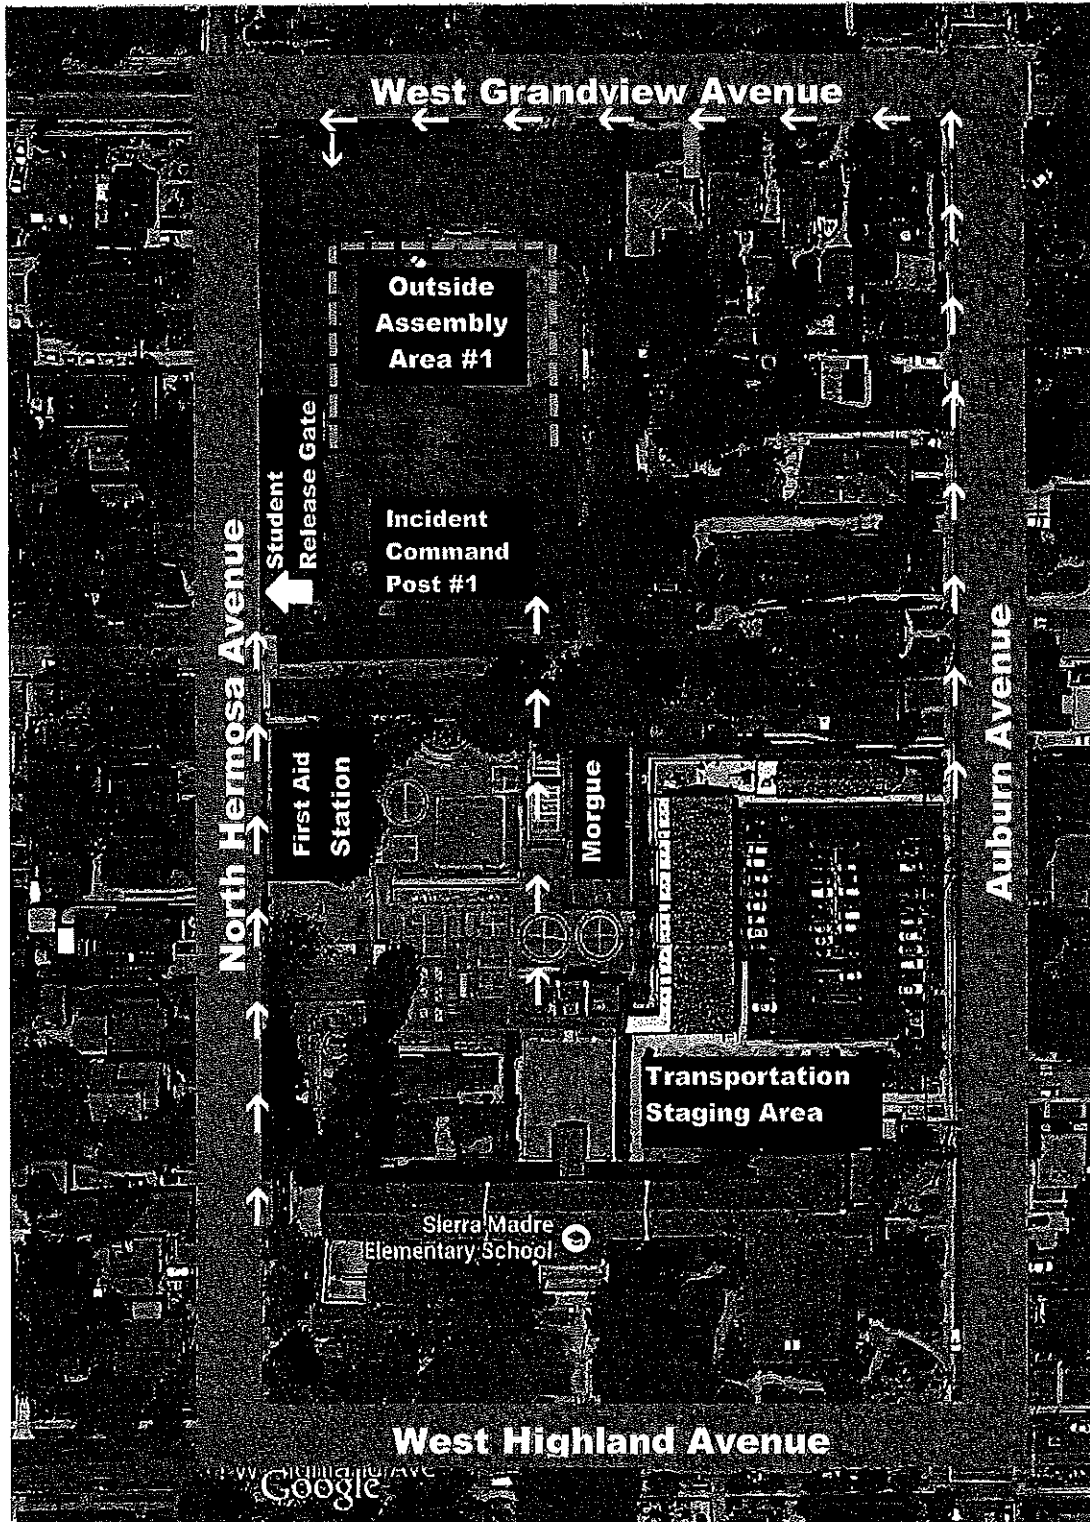 West Grandview Avenue
Outside
Assembly
Area #1
Student
Release Gate
Incident
Command
Post #1
North Hermosa Avenue
Auburn Avenue
First Aid
Station
Morgue
Transportation
Staging Area
Sierra Madre
Elementary School
West Highland Avenue
Google